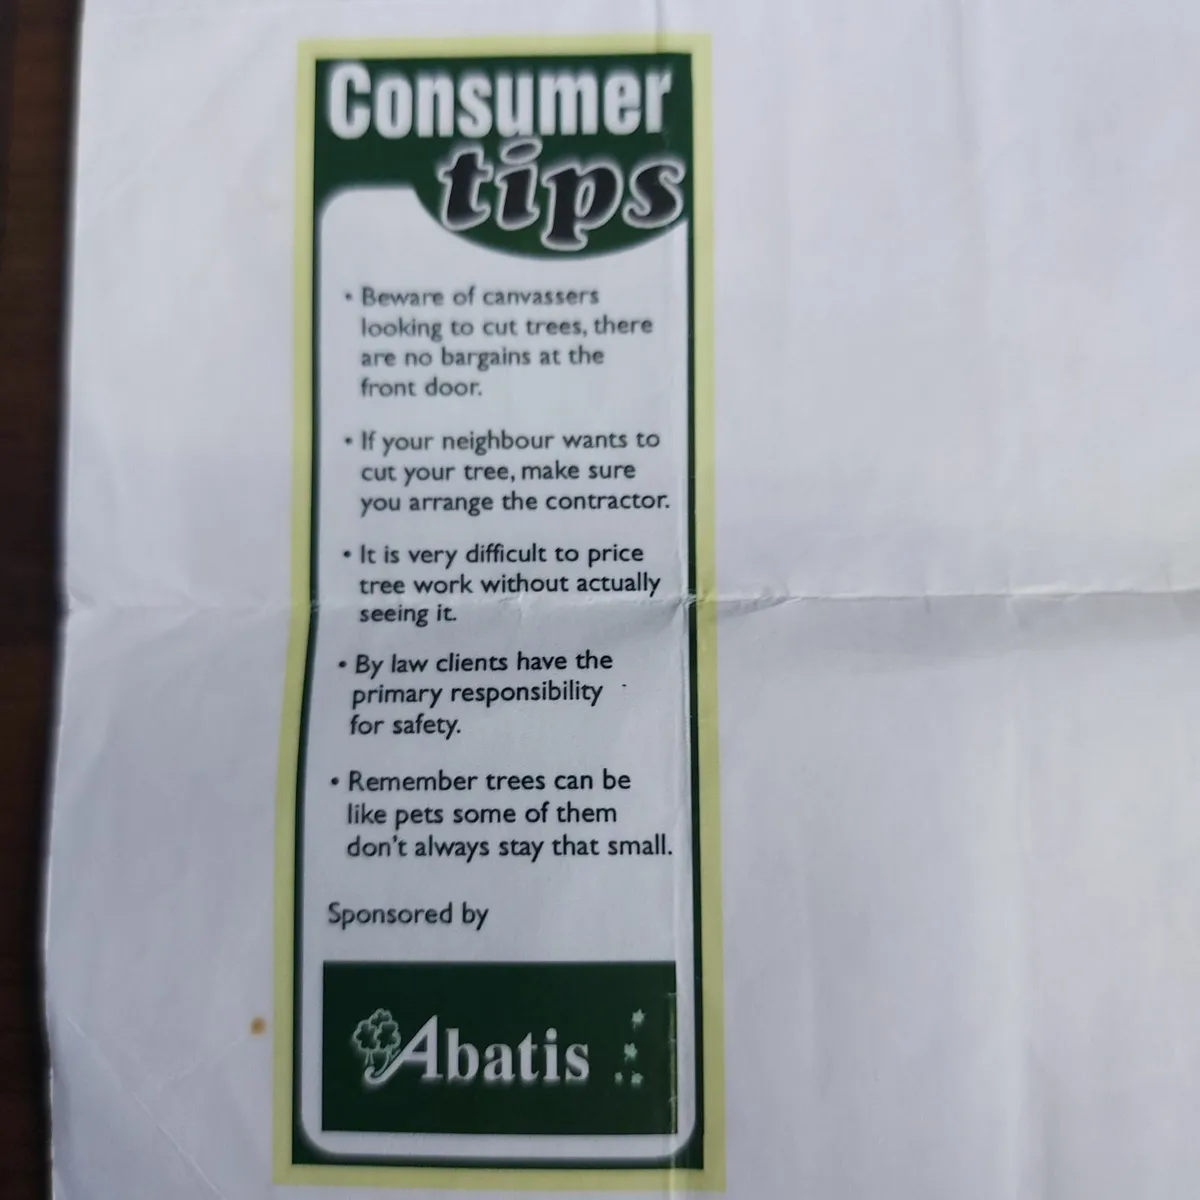 Consumer
tips
• Beware of canvassers
looking to cut trees, there
are no bargains at the
front door.
• If your neighbour wants to
cut your tree, make sure
you arrange the contractor.
• It is very difficult to price
tree work without actually
seeing it.
• By law clients have the
primary responsibility
for safety.
• Remember trees can be
like pets some of them
don't always stay that small.
Sponsored by
Abatis